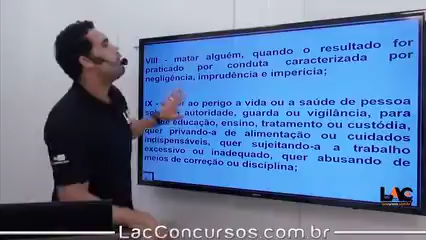 VIII - matar alguém, quando o resultado for
praticado por conduta caracterizada por
negligência, imprudência e imperícia;
IX - ao perigo a vida ou a saúde de pessoa
autoridade, guarda ou vigilância, para
educação, ensino, tratamento ou custódia,
quer privando-a de alimentação ou cuidados
indispensáveis, quer sujeitando-a a trabalho
excessivo ou inadequado, quer abusando de
meios de correção ou disciplina;
LAC
LacConcursos.com.br